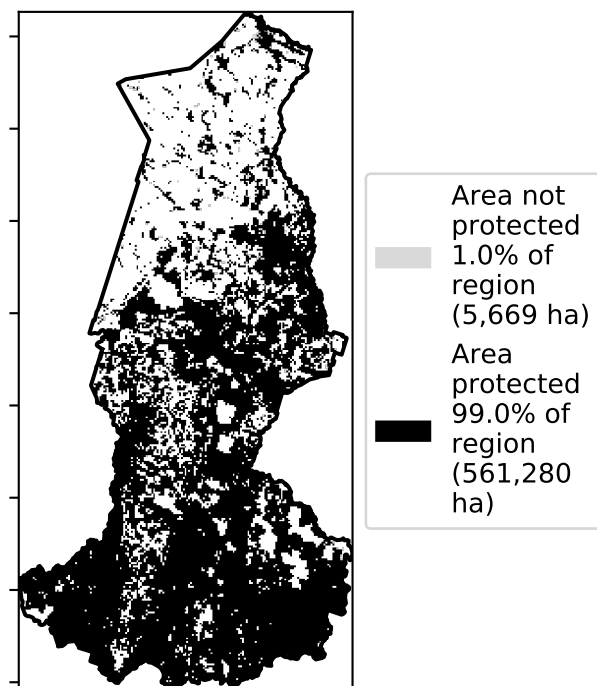 Area not
protected
1.0% of
region
(5,669 ha)
Area
protected
99.0% of
region
(561,280
ha)